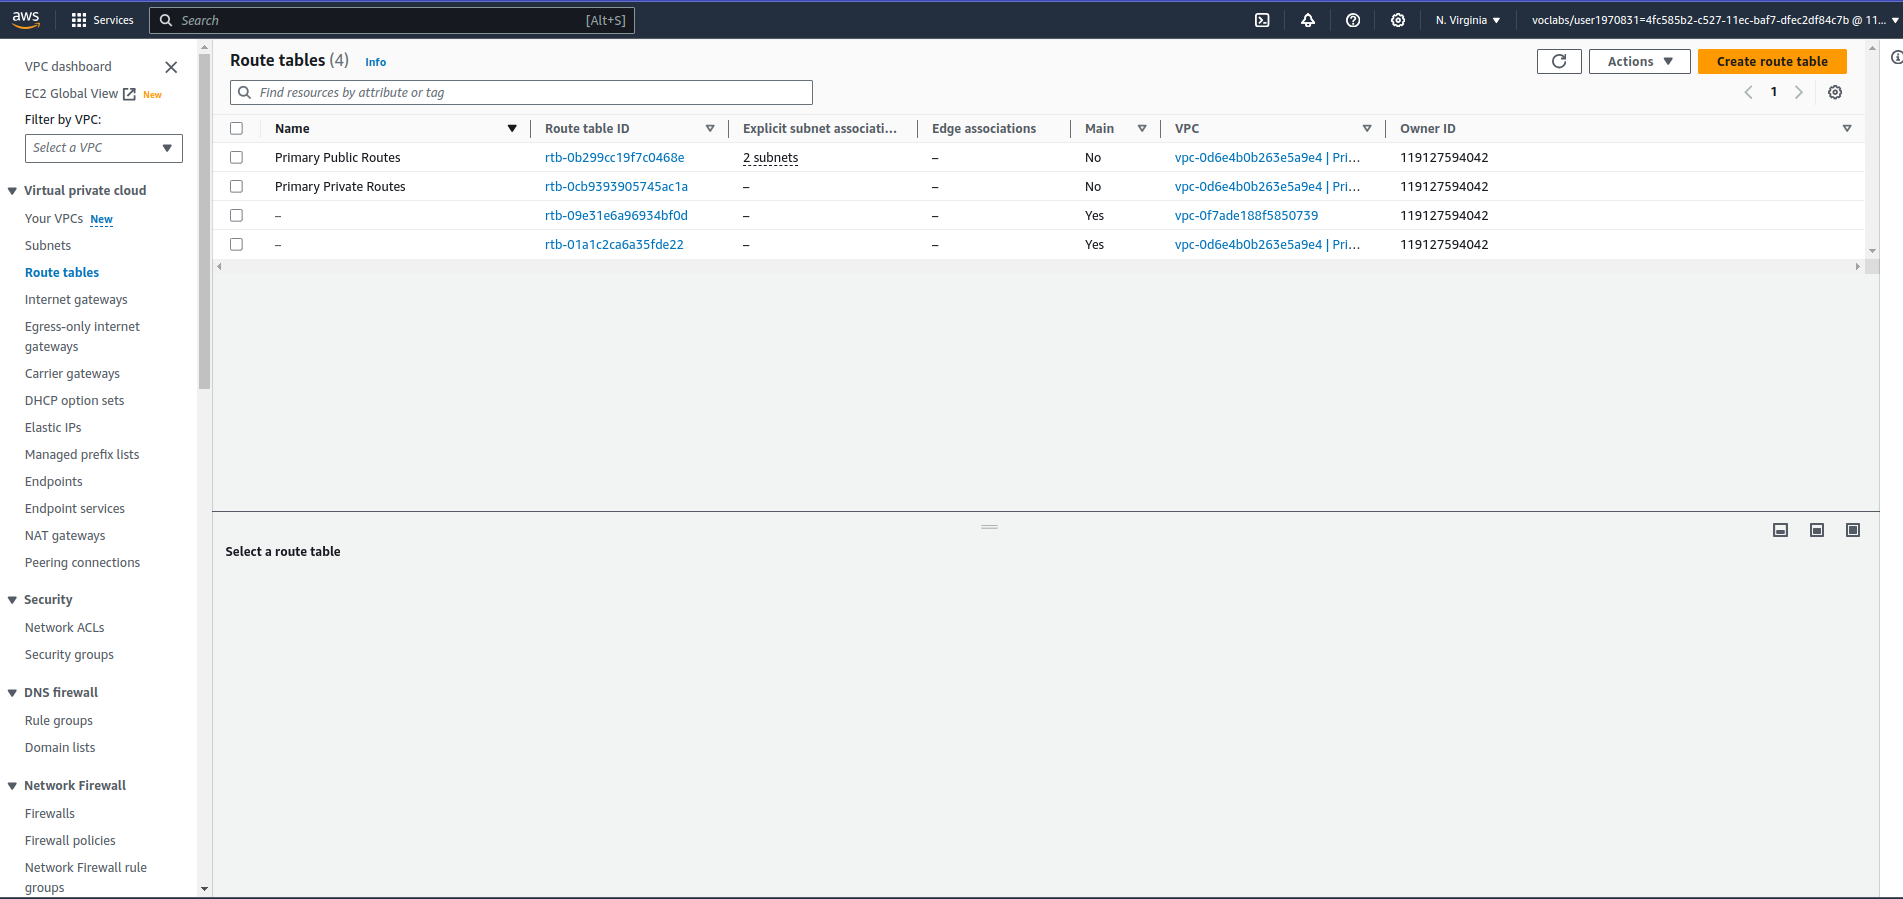 aws Services Search [Alt+S] N. Virginia voclabs/user1970831=4fc585b2-c527-11ec-baf7-dfec2df84c7b @ 11...
VPC dashboard
EC2 Global View New
Filter by VPC:
Select a VPC
Virtual private cloud
Your VPCs New
Subnets
Route tables
Internet gateways
Egress-only internet
gateways
Carrier gateways
DHCP option sets
Elastic IPs
Managed prefix lists
Endpoints
Endpoint services
NAT gateways
Peering connections
Security
Network ACLs
Security groups
DNS firewall
Rule groups
Domain lists
Network Firewall
Firewalls
Firewall policies
Network Firewall rule
groups
Route tables (4) Info
Actions Create route table
Find resources by attribute or tag
1
Name Route table ID Explicit subnet associati... Edge associations Main VPC Owner ID
Primary Public Routes rtb-0b299cc19f7c0468e 2 subnets – No vpc-0d6e4b0b263e5a9e4 | Pri... 119127594042
Primary Private Routes rtb-0cb9393905745ac1a – – No vpc-0d6e4b0b263e5a9e4 | Pri... 119127594042
– rtb-09e31e6a96934bf0d – – Yes vpc-0f7ade188f5850739 119127594042
– rtb-01a1c2ca6a35fde22 – – Yes vpc-0d6e4b0b263e5a9e4 | Pri... 119127594042
Select a route table